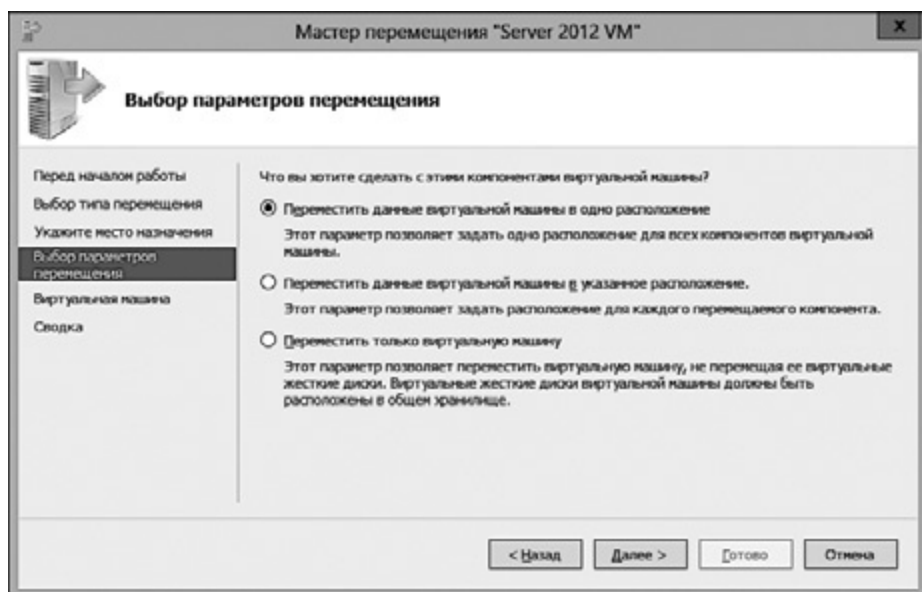 Мастер перемещения "Server 2012 VM"
x
Выбор параметров перемещения
Перед началом работы
Выбор типа перемещения
Укажите место назначения
Выбор параметров
перемещения
Виртуальная машина
Сводка
Что вы хотите сделать с этими компонентами виртуальной машины?
Переместить данные виртуальной машины в одно расположение
Этот параметр позволяет задать одно расположение для всех компонентов виртуальной
машины.
Переместить данные виртуальной машины в указанное расположение.
Этот параметр позволяет задать расположение для каждого перемещаемого компонента.
Переместить только виртуальную машину
Этот параметр позволяет переместить виртуальную машину, не перемещая ее виртуальные
жесткие диски. Виртуальные жесткие диски виртуальной машины должны быть
расположены в общем хранилище.
< Назад
Далее >
Готово
Отмена